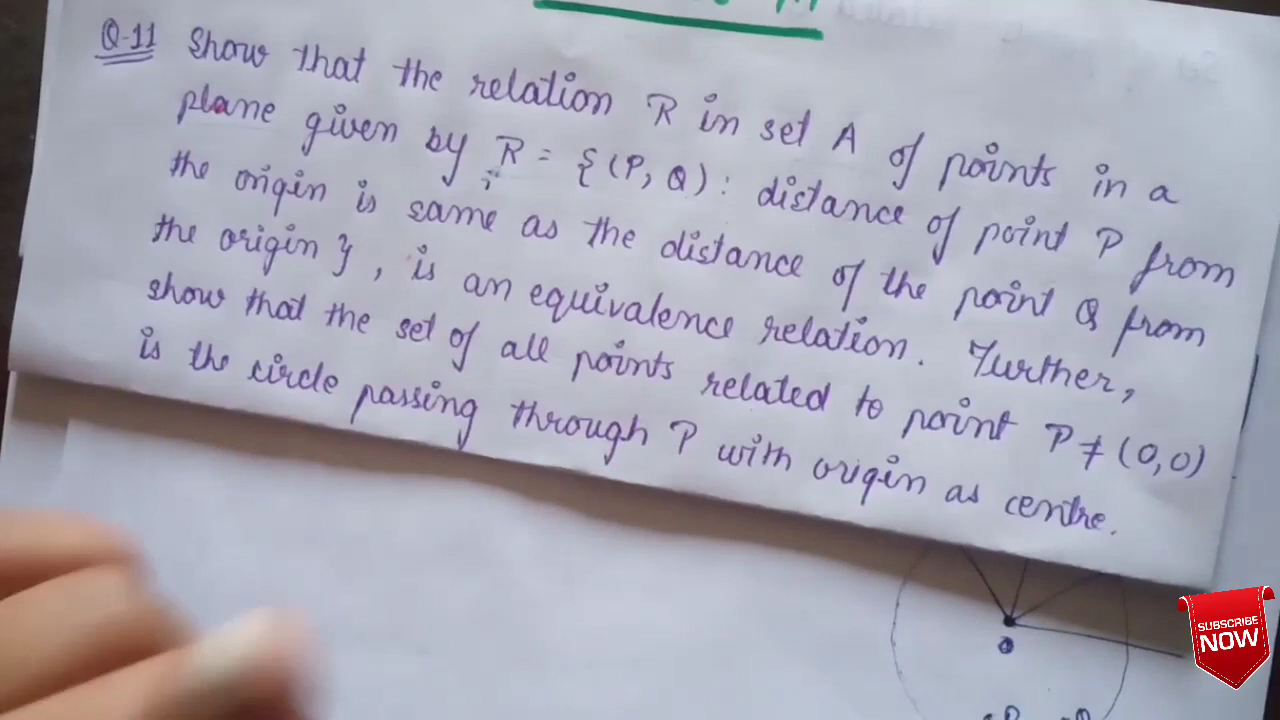 Q-11 Show that the relation R in set A of points in a
plane given by R = {(P, Q) : distance of point P from
the origin is same as the distance of the point Q from
the origin }, is an equivalence relation. Further,
show that the set of all points related to point P ≠ (0,0)
is the circle passing through P with origin as centre.
O
P Q
SUBSCRIBE
NOW